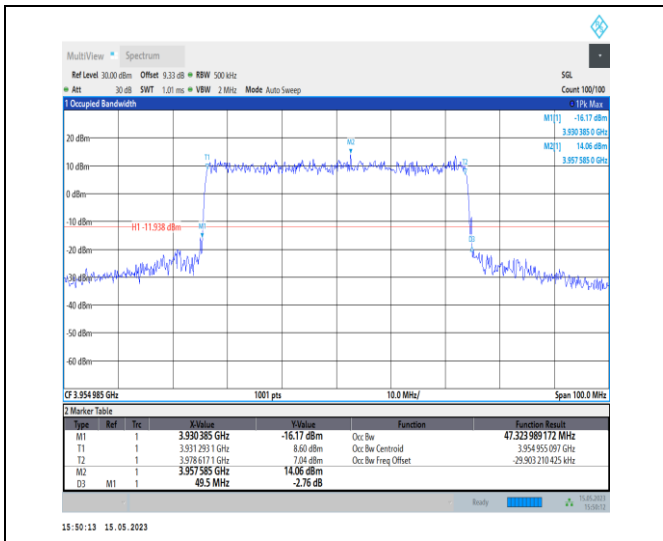 MultiView Spectrum
Ref Level 30.00 dBm Offset 9.33 dB RBW 500 kHz SGL
Att 30 dB SWT 1.01 ms VBW 2 MHz Mode Auto Sweep Count 100/100
1 Occupied Bandwidth 1Pk Max
M1[1] -16.17 dBm
3.930 385 0 GHz
M2[1] 14.06 dBm
3.957 585 0 GHz
20 dBm
M2
T1
T2
10 dBm
0 dBm
-10 dBm
H1 -11.938 dBm
M1
D3
-20 dBm
-30 dBm
-40 dBm
-50 dBm
-60 dBm
CF 3.954 985 GHz 1001 pts 10.0 MHz/ Span 100.0 MHz
2 Marker Table
Type Ref Trc X-Value Y-Value Function Function Result
M1 1 3.930 385 GHz -16.17 dBm Occ Bw 47.323 989 172 MHz
T1 1 3.931 293 1 GHz 8.60 dBm Occ Bw Centroid 3.954 955 097 GHz
T2 1 3.978 617 1 GHz 7.04 dBm Occ Bw Freq Offset -29.903 210 425 kHz
M2 1 3.957 585 GHz 14.06 dBm
D3 M1 1 49.5 MHz -2.76 dB
Ready 15.05.2023
15:50:12
15:50:13 15.05.2023